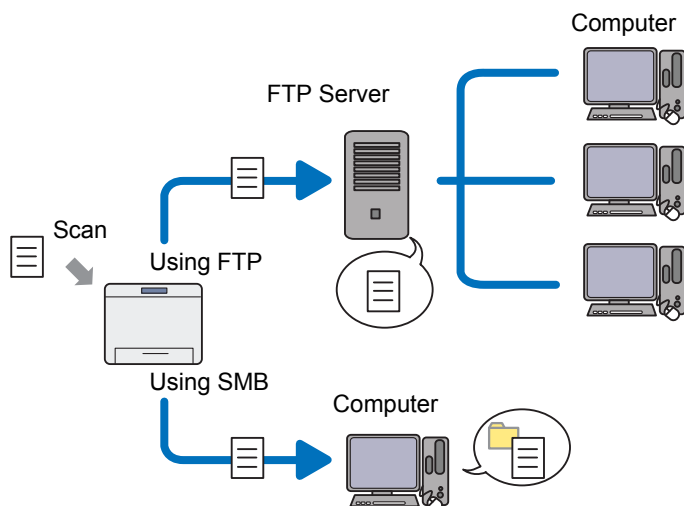 Computer
FTP Server
Scan
Using FTP
Using SMB
Computer